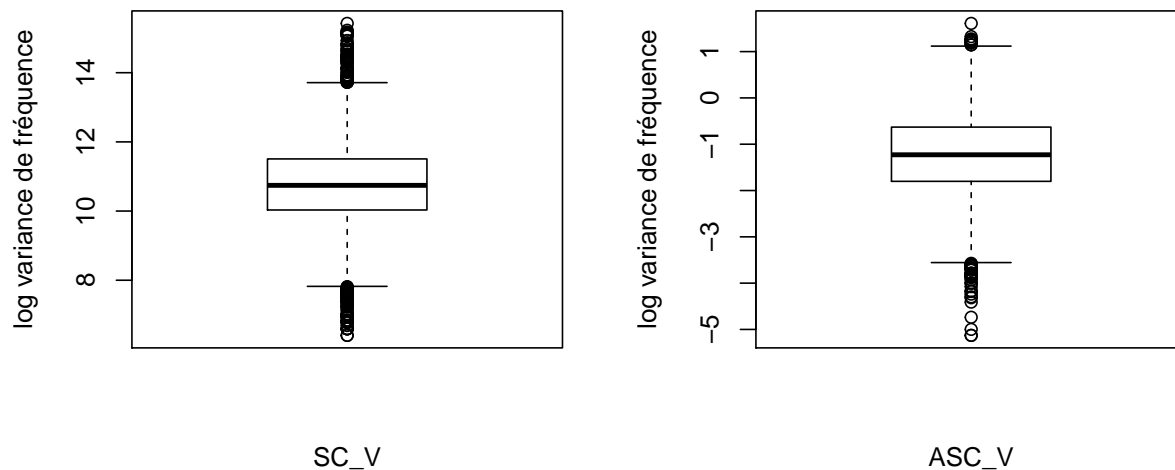 log variance de fréquence
14
12
10
8
SC_V
log variance de fréquence
1
0
−1
−3
−5
ASC_V